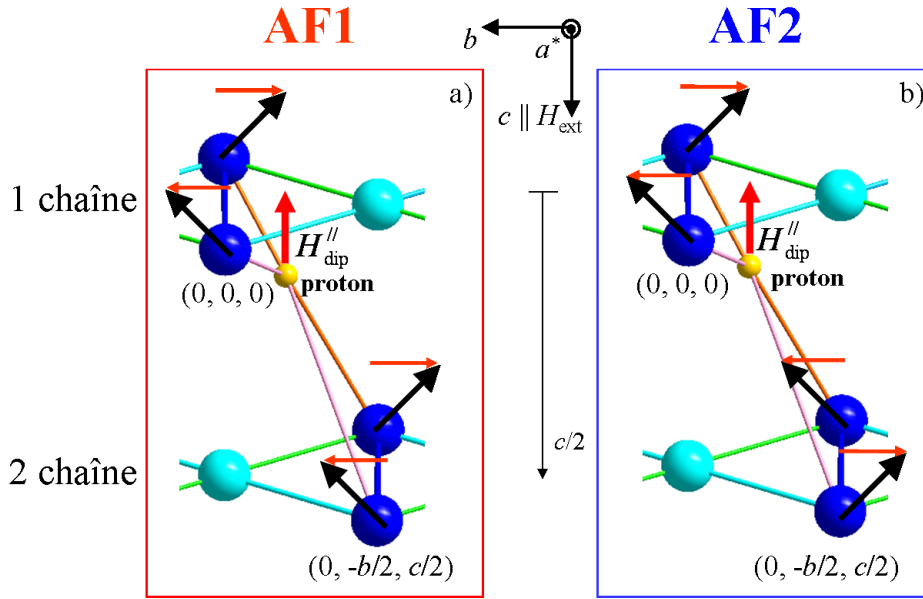 AF1
AF2
b
a*
c || H_ext
a)
b)
1 chaîne
H_dip^//
proton
(0, 0, 0)
H_dip^//
proton
(0, 0, 0)
c/2
2 chaîne
(0, -b/2, c/2)
(0, -b/2, c/2)